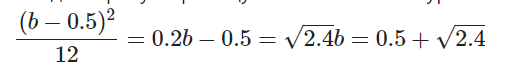 (b – 0.5)²/12 = 0.2b – 0.5 = √2.4b = 0.5 + √2.4